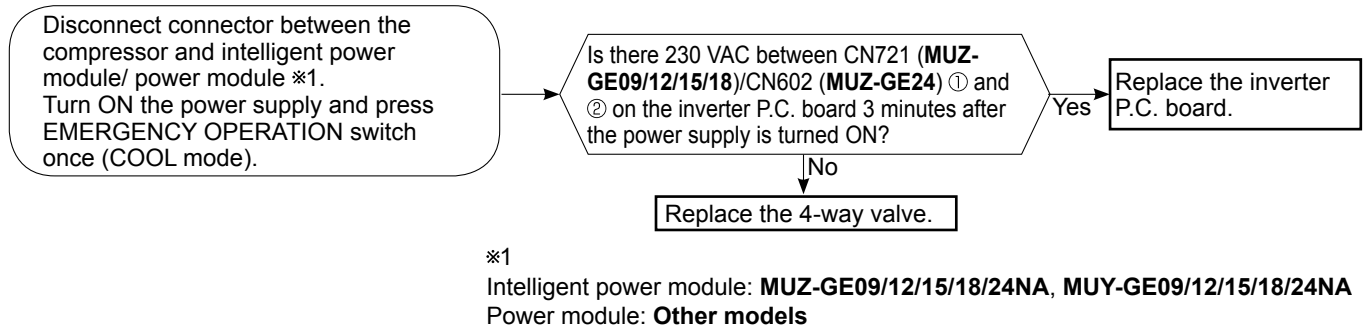 Disconnect connector between the
compressor and intelligent power
module/ power module ※1.
Turn ON the power supply and press
EMERGENCY OPERATION switch
once (COOL mode).
Is there 230 VAC between CN721 (MUZ-
GE09/12/15/18)/CN602 (MUZ-GE24) ① and
② on the inverter P.C. board 3 minutes after
the power supply is turned ON?
Yes
Replace the inverter
P.C. board.
No
Replace the 4-way valve.
※1
Intelligent power module: MUZ-GE09/12/15/18/24NA, MUY-GE09/12/15/18/24NA
Power module: Other models